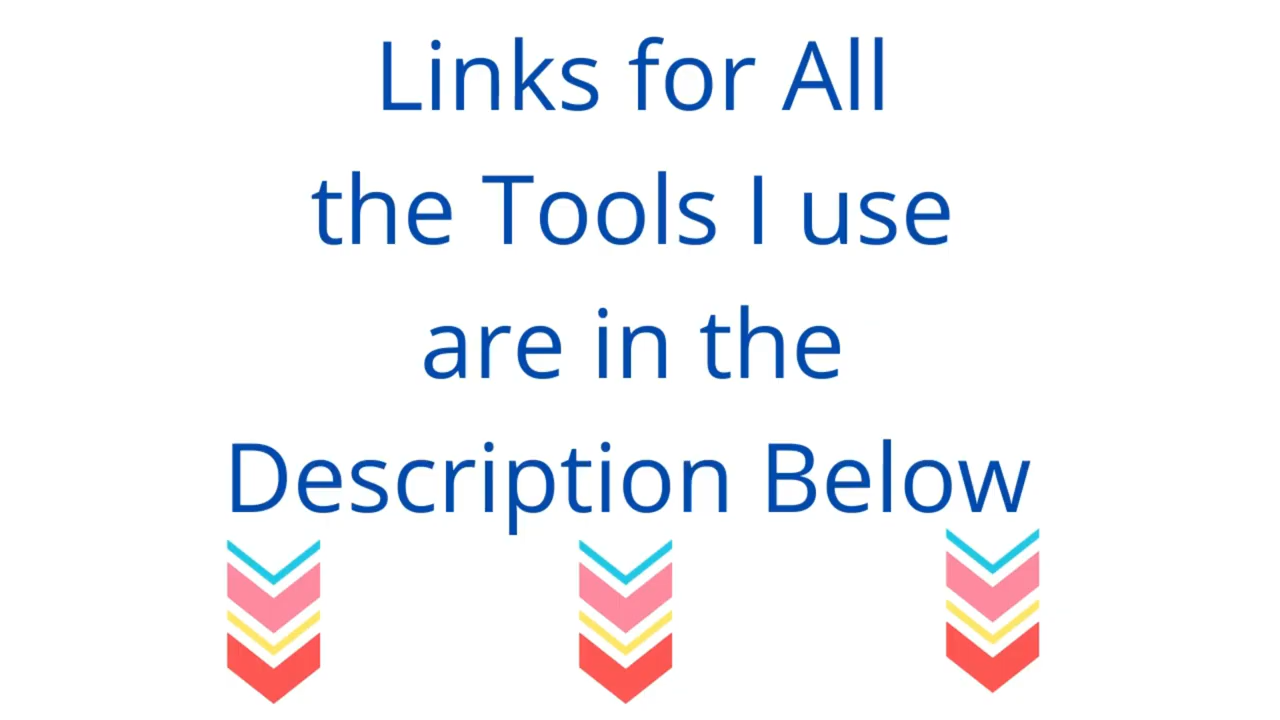 Links for All
the Tools I use
are in the
Description Below